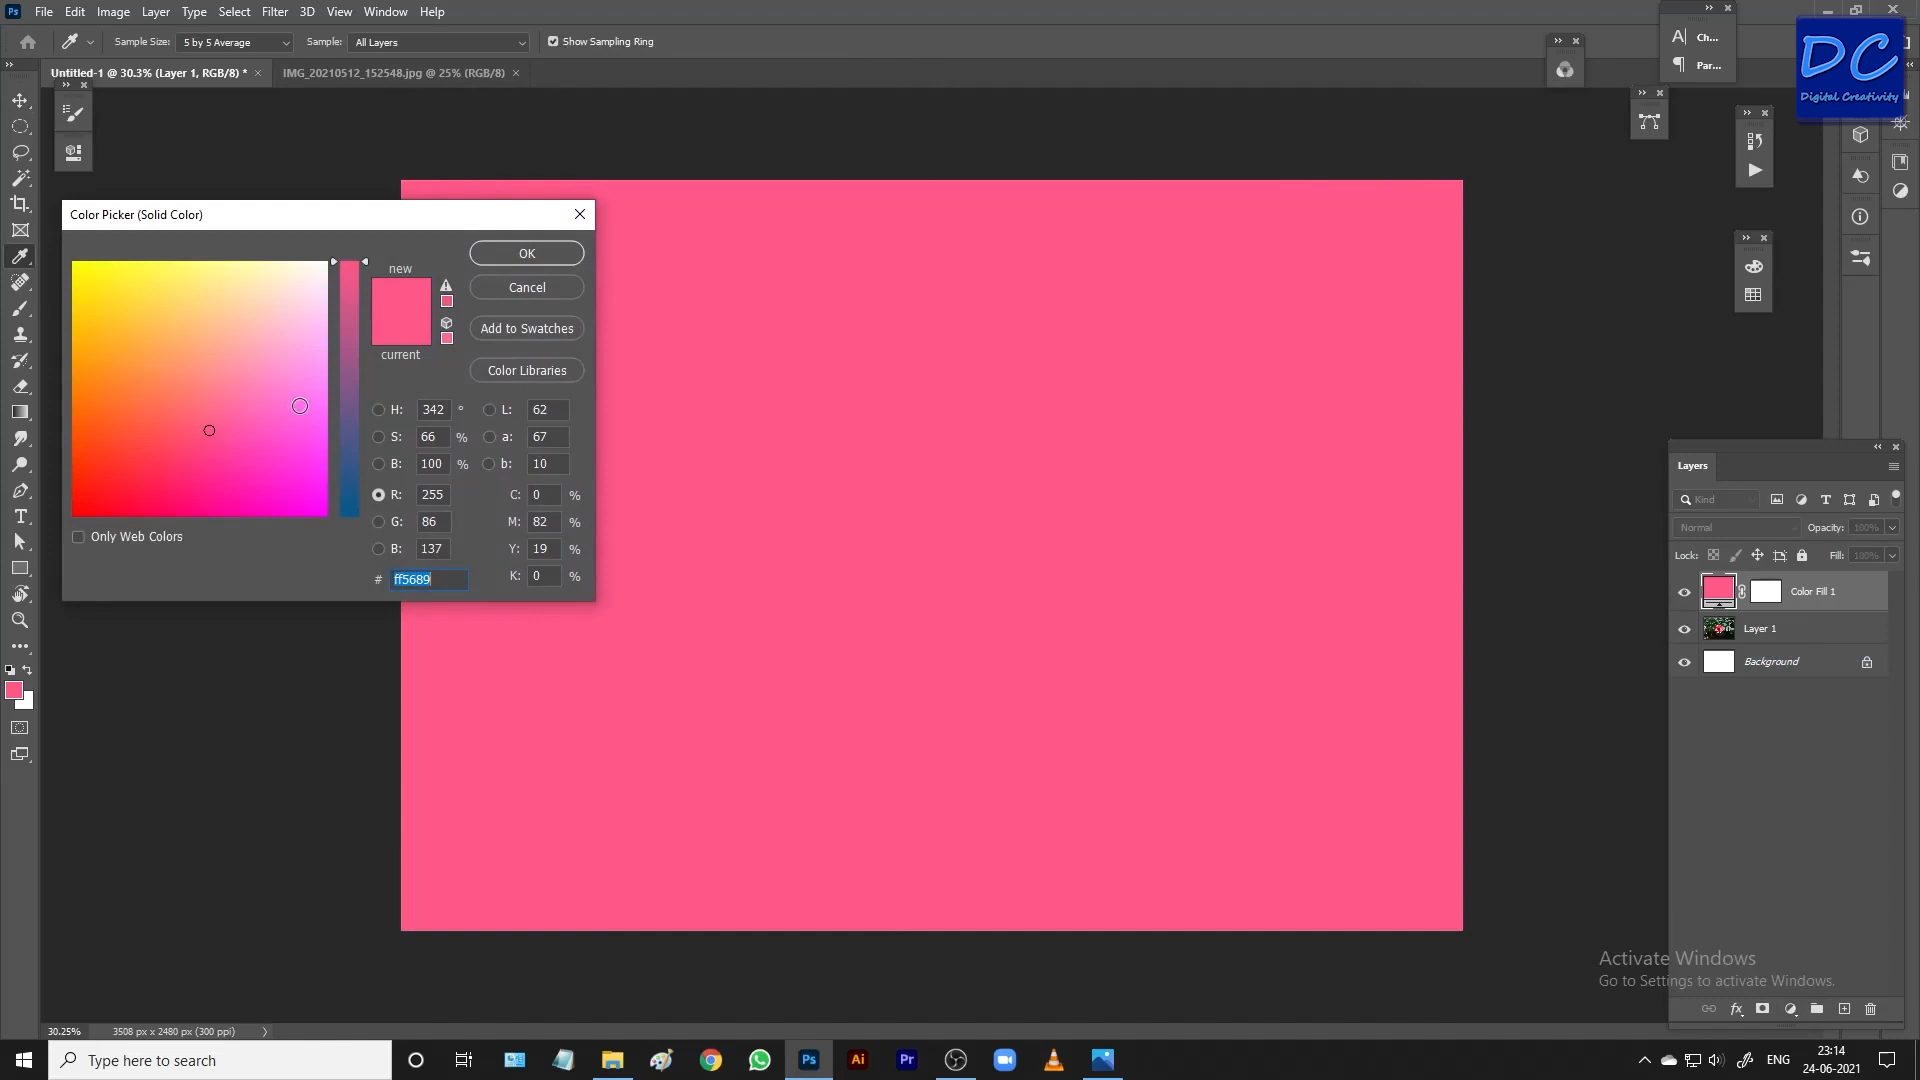 Ps File Edit Image Layer Type Select Filter 3D View Window Help
Sample Size: 5 by 5 Average Sample: All Layers Show Sampling Ring
Untitled-1 @ 30.3% (Layer 1, RGB/8) * × IMG_20210512_152548.jpg @ 25% (RGB/8) ×
Ch...
Par...
DC
Digital Creativity
Color Picker (Solid Color)
new
current
OK
Cancel
Add to Swatches
Color Libraries
H: 342 ° L: 62
S: 66 % a: 67
B: 100 % b: 10
R: 255 C: 0 %
G: 86 M: 82 %
B: 137 Y: 19 %
# ff5689 K: 0 %
Only Web Colors
Layers
Kind
Normal Opacity: 100%
Lock: Fill: 100%
Color Fill 1
Layer 1
Background
Activate Windows
Go to Settings to activate Windows.
30.25% 3508 px x 2480 px (300 ppi)
Type here to search
Ps Ai Pr
ENG
23:14
24-06-2021